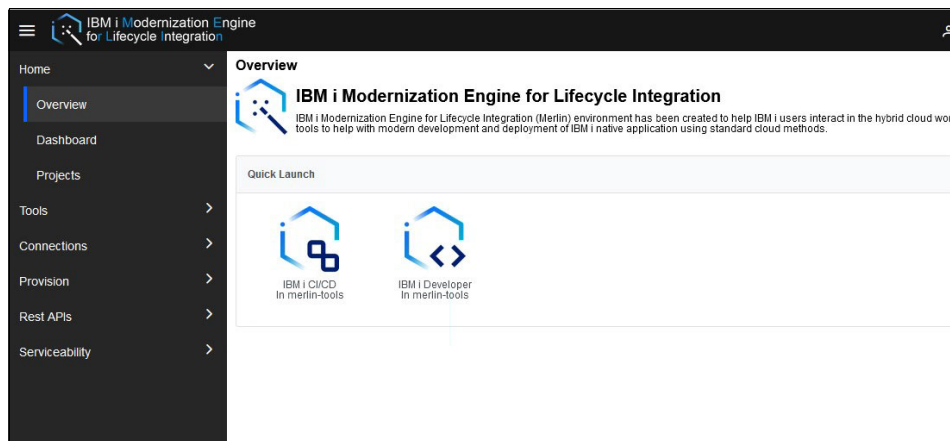 IBM i Modernization Engine
for Lifecycle Integration
Home
Overview
Dashboard
Projects
Tools
Connections
Provision
Rest APIs
Serviceability
Overview
IBM i Modernization Engine for Lifecycle Integration
IBM i Modernization Engine for Lifecycle Integration (Merlin) environment has been created to help IBM i users interact in the hybrid cloud
tools to help with modern development and deployment of IBM i native application using standard cloud methods.
Quick Launch
IBM i CI/CD
In merlin-tools
IBM i Developer
In merlin-tools